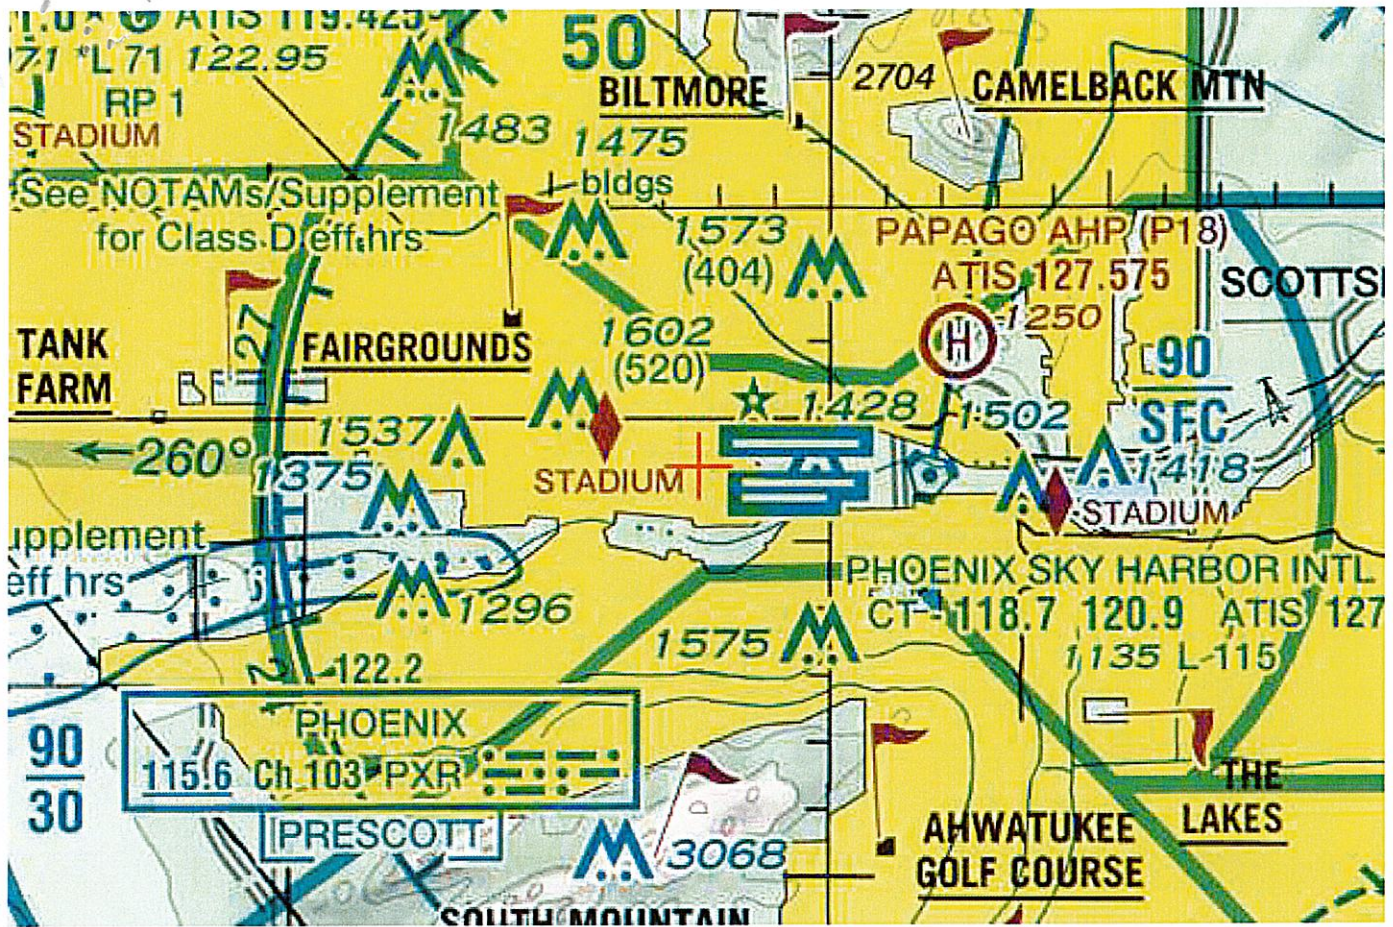 ATIS 119.425
71 *L 71 122.95
RP 1
STADIUM
1483
50
BILTMORE
1475
bldgs
2704
CAMELBACK MTN
See NOTAMs/Supplement
for Class D eff hrs
1573
(404)
PAPAGO AHP (P18)
ATIS 127.575
1250
SCOTTS
TANK
FARM
27
FAIRGROUNDS
1602
(520)
H
90
SFC
260°
1537
1375
1428
1502
1418
STADIUM
STADIUM
upplement
eff hrs
1296
PHOENIX SKY HARBOR INTL
CT - 118.7 120.9 ATIS 127
1135 L 115
1575
122.2
90
30
PHOENIX
115.6 Ch 103 PXR
PRESCOTT
3068
SOUTH MOUNTAIN
AHWATUKEE
GOLF COURSE
THE
LAKES